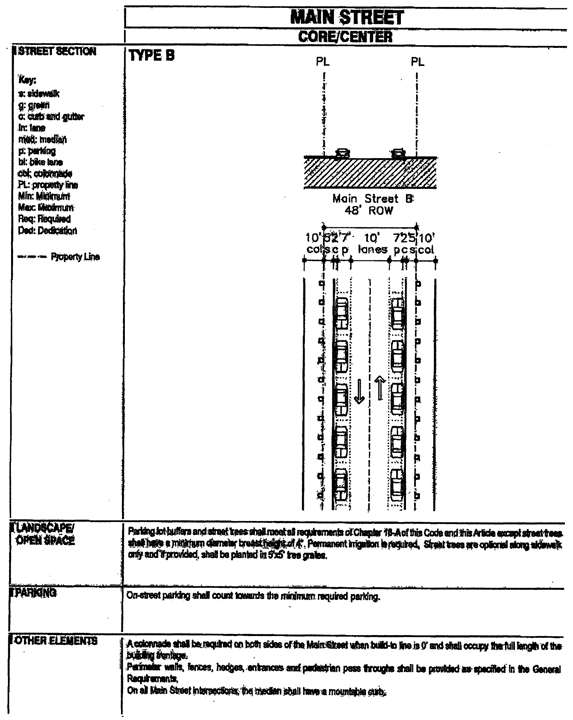 MAIN STREET
CORE/CENTER
STREET SECTION
TYPE B
Key:
s: sidewalk
g: green
c: curb and gutter
ln: lane
med: median
p: parking
bl: bike lane
col: colonnade
PL: property line
Min: Minimum
Max: Maximum
Req: Required
Ded: Dedication
Property Line
PL PL
Main Street B
48' ROW
10' 5' 2' 7' 10' 7' 2' 5' 10'
col s c p lanes p c s col
LANDSCAPE/
OPEN SPACE
Parking lot buffers and street trees shall meet all requirements of Chapter 18-A of this Code and this Article except street trees
shall have a minimum diameter breast height of 4". Permanent irrigation is required. Street trees are optional along sidewalk
only and if provided, shall be planted in 5'x5' tree grates.
PARKING
On-street parking shall count towards the minimum required parking.
OTHER ELEMENTS
A colonnade shall be required on both sides of the Main Street when build-to line is 0' and shall occupy the full length of the
building frontage.
Perimeter walls, fences, hedges, entrances and pedestrian pass throughs shall be provided as specified in the General
Requirements.
On all Main Street intersections, the median shall have a mountable curb.